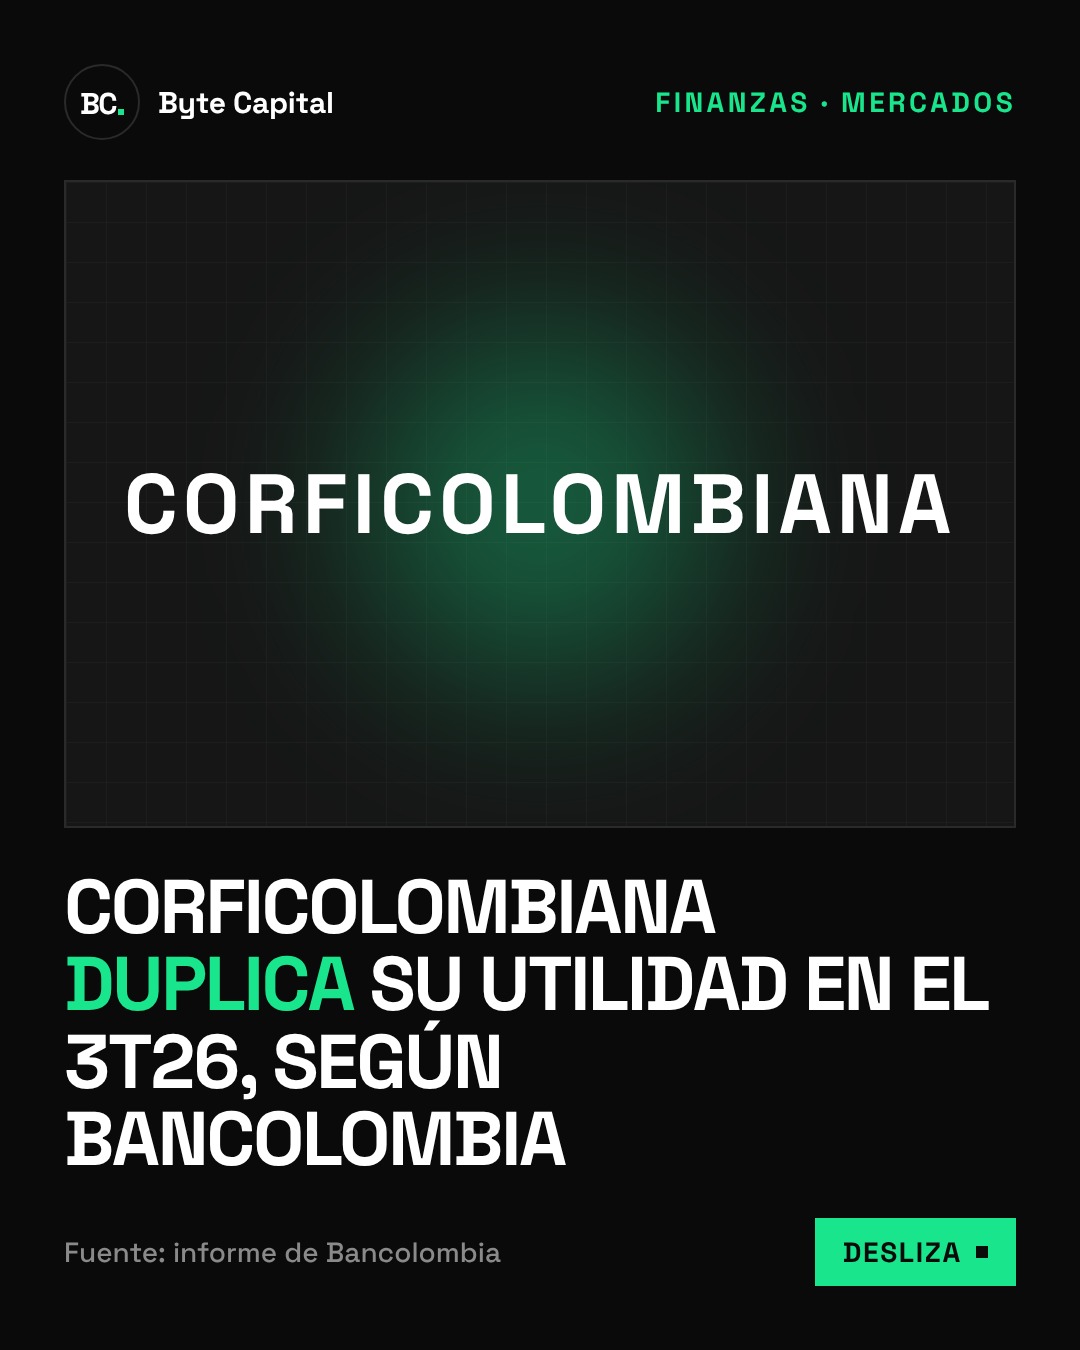 BC.
Byte Capital
FINANZAS · MERCADOS
CORFICOLOMBIANA
CORFICOLOMBIANA
DUPLICA SU UTILIDAD EN EL
3T26, SEGÚN
BANCOLOMBIA
Fuente: informe de Bancolombia
DESLIZA